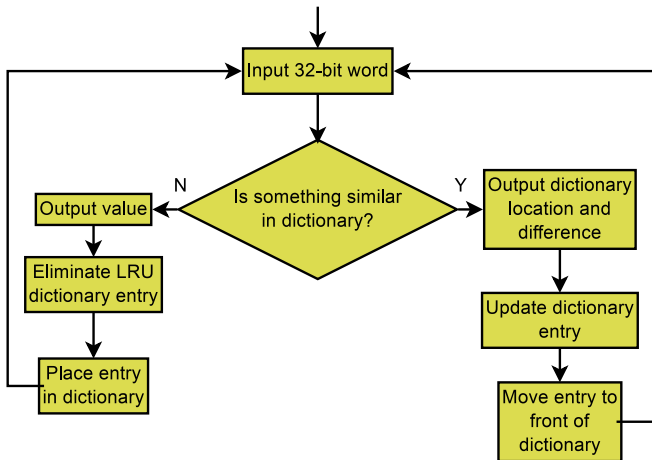 Input 32-bit word
Is something similar
in dictionary?
N
Y
Output value
Eliminate LRU
dictionary entry
Place entry
in dictionary
Output dictionary
location and
difference
Update dictionary
entry
Move entry to
front of
dictionary